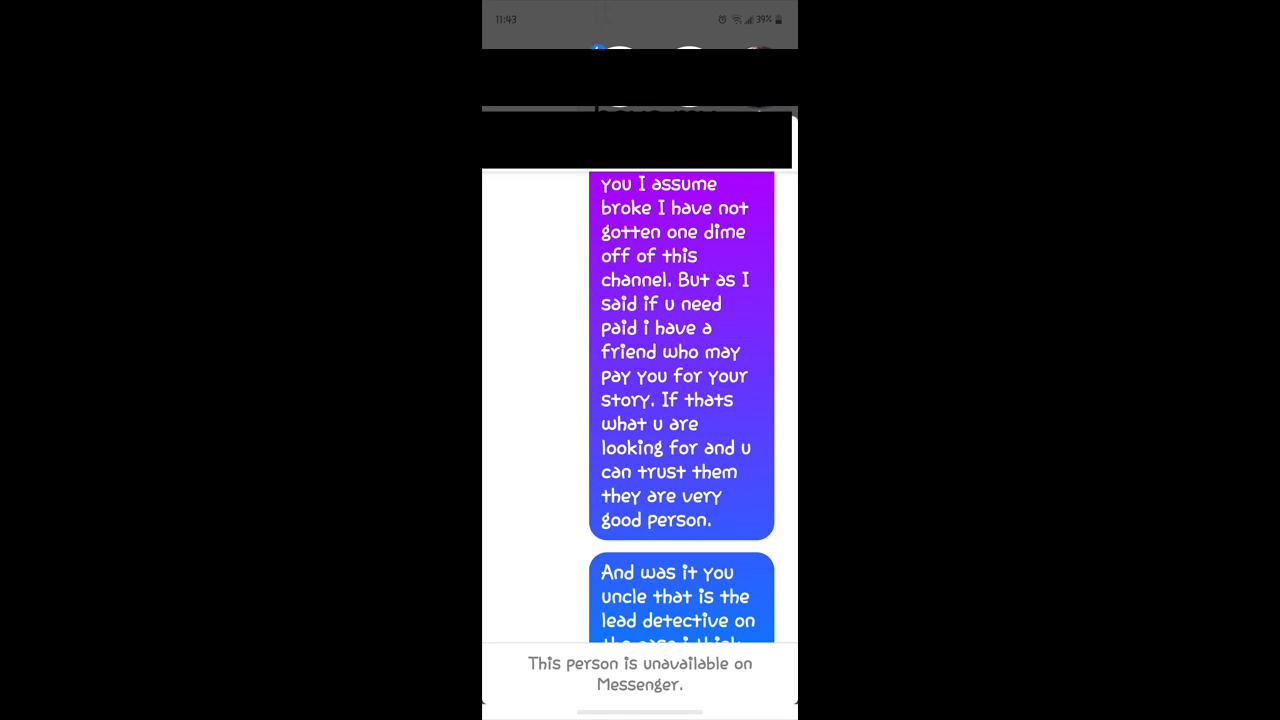 11:43
39%
you I assume
broke I have not
gotten one dime
off of this
channel. But as I
said if u need
paid i have a
friend who may
pay you for your
story. If thats
what u are
looking for and u
can trust them
they are very
good person.
And was it you
uncle that is the
lead detective on
the case i think
This person is unavailable on
Messenger.